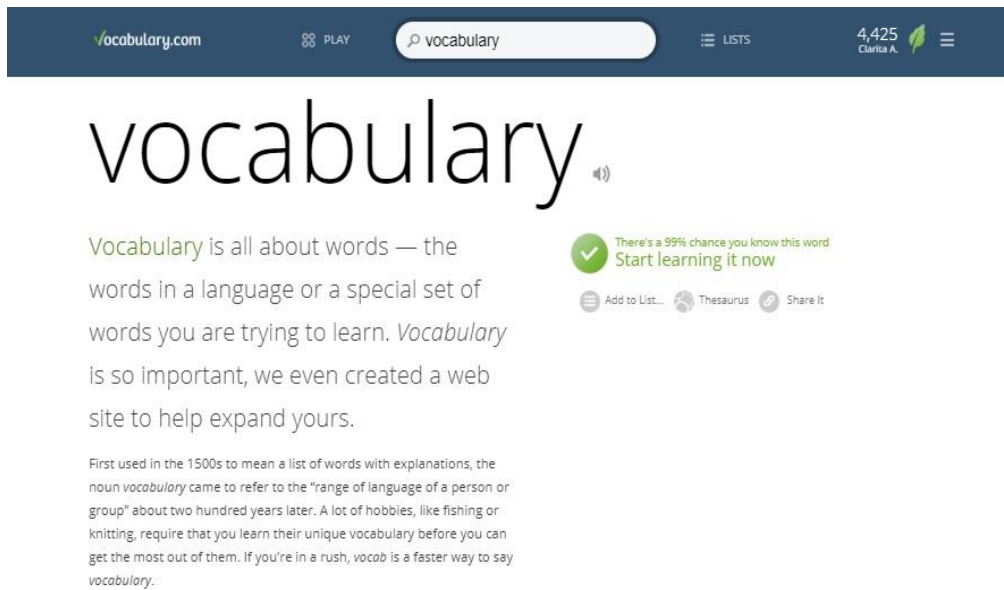 Vocabulary.com
PLAY
vocabulary
LISTS
4,425
Clarita A.
vocabulary
Vocabulary is all about words — the
words in a language or a special set of
words you are trying to learn. Vocabulary
is so important, we even created a web
site to help expand yours.
There's a 99% chance you know this word
Start learning it now
Add to List... Thesaurus Share It
First used in the 1500s to mean a list of words with explanations, the
noun vocabulary came to refer to the "range of language of a person or
group" about two hundred years later. A lot of hobbies, like fishing or
knitting, require that you learn their unique vocabulary before you can
get the most out of them. If you're in a rush, vocab is a faster way to say
vocabulary.